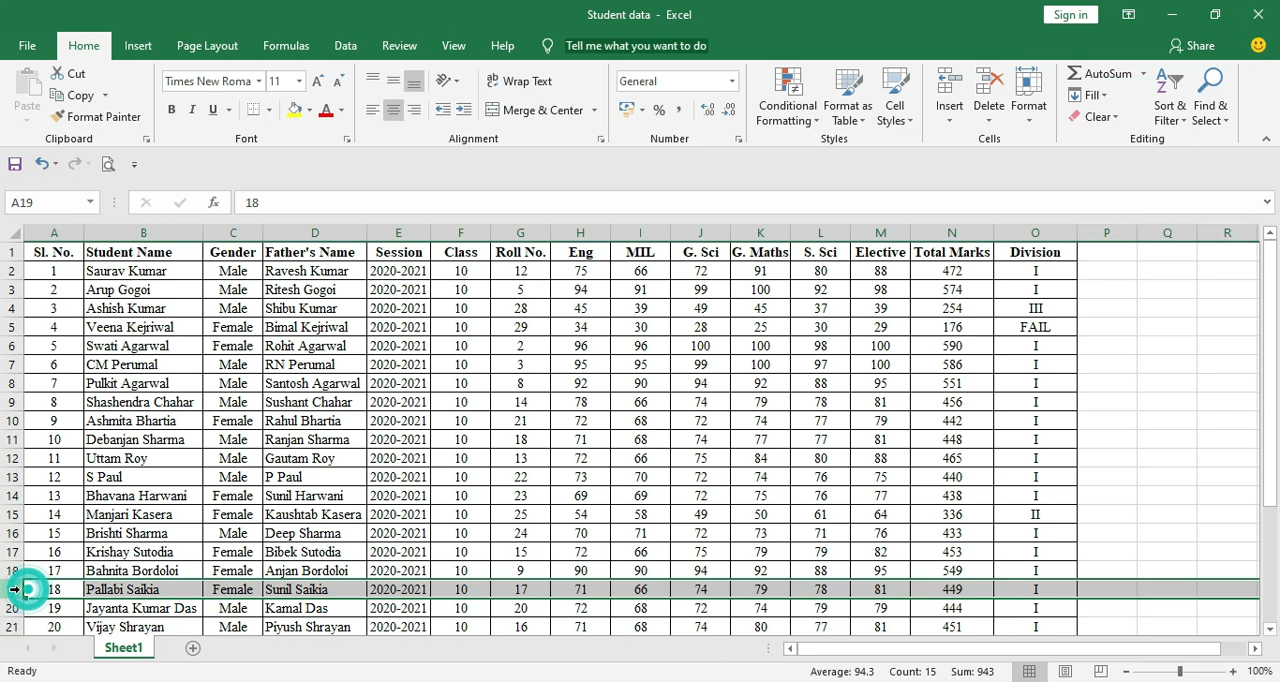 Student data - Excel
Sign in
File Home Insert Page Layout Formulas Data Review View Help Tell me what you want to do Share
Paste Cut Copy Format Painter Clipboard
Times New Roma 11 B I U Font
Wrap Text Merge & Center Alignment
General % , Number
Conditional Formatting Format as Table Cell Styles Styles
Insert Delete Format Cells
AutoSum Fill Clear Sort & Filter Find & Select Editing
A19 fx 18
A B C D E F G H I J K L M N O P Q R
1 Sl. No. Student Name Gender Father's Name Session Class Roll No. Eng MIL G. Sci G. Maths S. Sci Elective Total Marks Division
2 1 Saurav Kumar Male Ravesh Kumar 2020-2021 10 12 75 66 72 91 80 88 472 I
3 2 Arup Gogoi Male Ritesh Gogoi 2020-2021 10 5 94 91 99 100 92 98 574 I
4 3 Ashish Kumar Male Shibu Kumar 2020-2021 10 28 45 39 49 45 37 39 254 III
5 4 Veena Kejriwal Female Bimal Kejriwal 2020-2021 10 29 34 30 28 25 30 29 176 FAIL
6 5 Swati Agarwal Female Rohit Agarwal 2020-2021 10 2 96 96 100 100 98 100 590 I
7 6 CM Perumal Male RN Perumal 2020-2021 10 3 95 95 99 100 97 100 586 I
8 7 Pulkit Agarwal Male Santosh Agarwal 2020-2021 10 8 92 90 94 92 88 95 551 I
9 8 Shashendra Chahar Male Sushant Chahar 2020-2021 10 14 78 66 74 79 78 81 456 I
10 9 Ashmita Bhartia Female Rahul Bhartia 2020-2021 10 21 72 68 72 74 77 79 442 I
11 10 Debanjan Sharma Male Ranjan Sharma 2020-2021 10 18 71 68 74 77 77 81 448 I
12 11 Uttam Roy Male Gautam Roy 2020-2021 10 13 72 66 75 84 80 88 465 I
13 12 S Paul Male P Paul 2020-2021 10 22 73 70 72 74 76 75 440 I
14 13 Bhavana Harwani Female Sunil Harwani 2020-2021 10 23 69 69 72 75 76 77 438 I
15 14 Manjari Kasera Female Kaushtab Kasera 2020-2021 10 25 54 58 49 50 61 64 336 II
16 15 Brishti Sharma Male Deep Sharma 2020-2021 10 24 70 71 72 73 71 76 433 I
17 16 Krishay Sutodia Female Bibek Sutodia 2020-2021 10 15 72 66 75 79 79 82 453 I
18 17 Bahnita Bordoloi Female Anjan Bordoloi 2020-2021 10 9 90 90 94 92 88 95 549 I
18 Pallabi Saikia Female Sunil Saikia 2020-2021 10 17 71 66 74 79 78 81 449 I
20 19 Jayanta Kumar Das Male Kamal Das 2020-2021 10 20 72 68 72 74 79 79 444 I
21 20 Vijay Shrayan Male Piyush Shrayan 2020-2021 10 16 71 68 74 80 77 81 451 I
Sheet1
Ready Average: 94.3 Count: 15 Sum: 943 100%